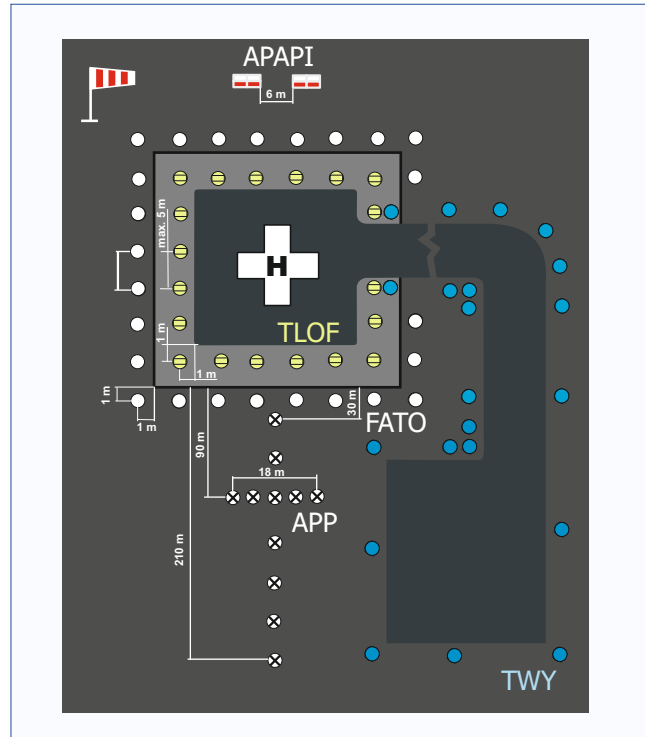 APAPI
6 m
max. 5 m
H
TLOF
1 m
1 m
1 m
1 m
30 m
FATO
90 m
18 m
APP
210 m
TWY